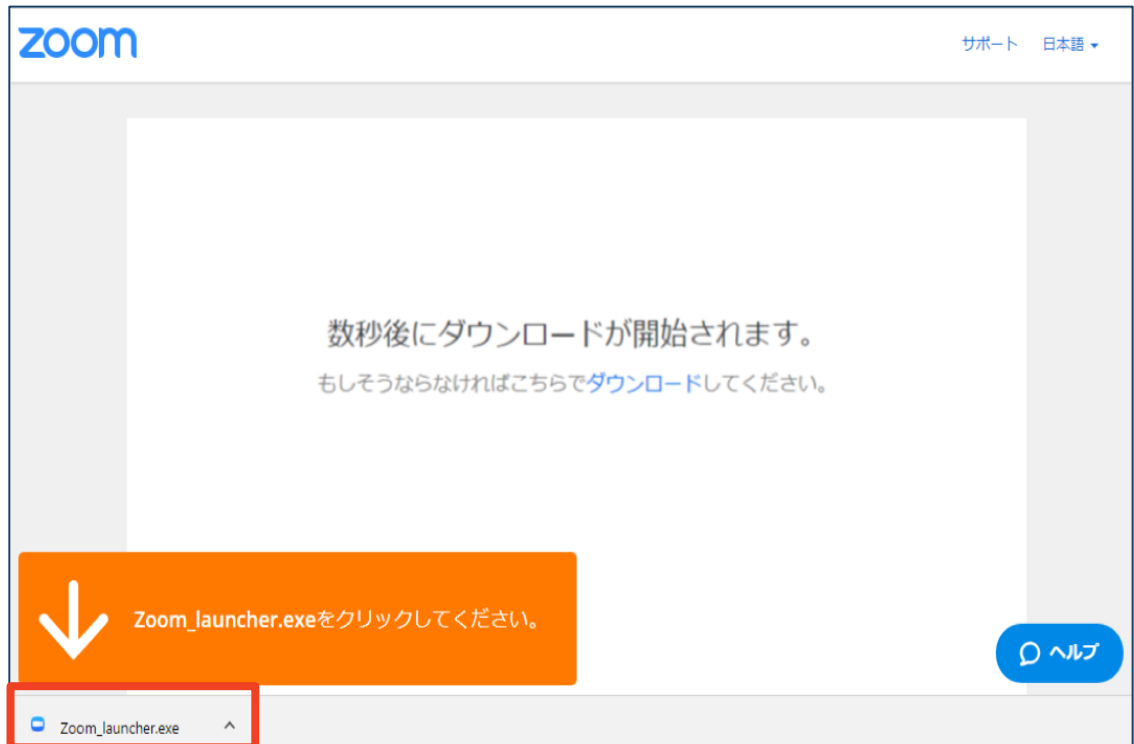 zoom
サポート 日本語
数秒後にダウンロードが開始されます。
もしそうならなければこちらでダウンロードしてください。
Zoom_launcher.exeをクリックしてください。
ヘルプ
Zoom_launcher.exe